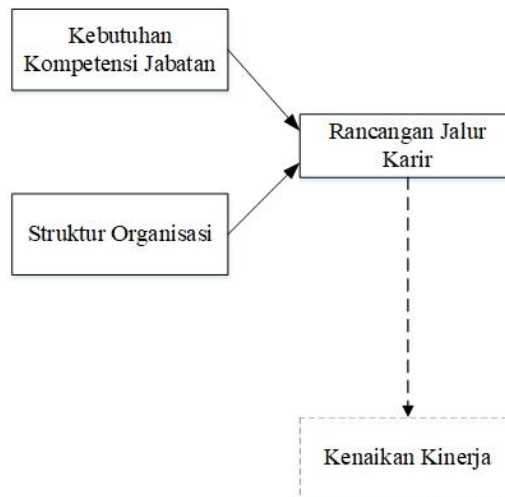 Kebutuhan
Kompetensi Jabatan
Rancangan Jalur
Karir
Struktur Organisasi
Kenaikan Kinerja